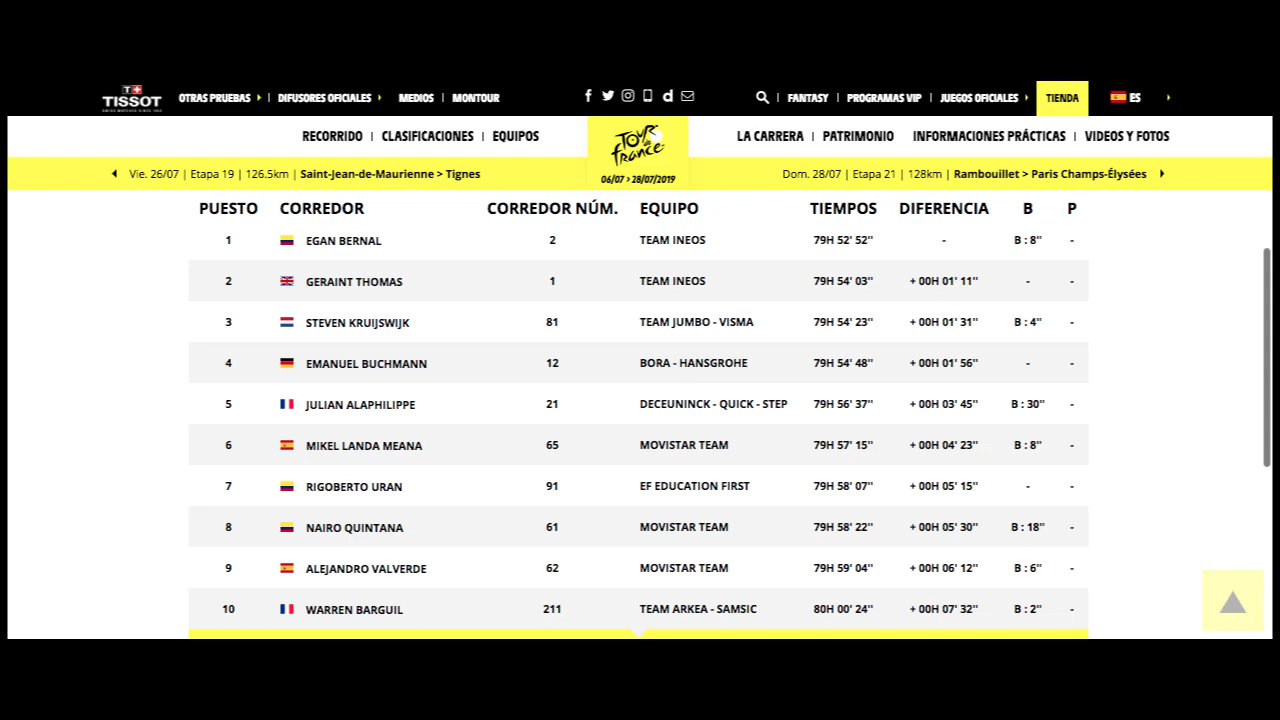 TISSOT OTRAS PRUEBAS | DIFUSORES OFICIALES | MEDIOS | MONTOUR | FANTASY | PROGRAMAS VIP | JUEGOS OFICIALES TIENDA ES
RECORRIDO | CLASIFICACIONES | EQUIPOS TOUR de france LA CARRERA | PATRIMONIO INFORMACIONES PRÁCTICAS | VIDEOS Y FOTOS
Vie. 26/07 | Etapa 19 | 126.5km | Saint-Jean-de-Maurienne > Tignes 06/07 > 28/07/2019 Dom. 28/07 | Etapa 21 | 128km | Rambouillet > Paris Champs-Élysées
PUESTO CORREDOR CORREDOR NÚM. EQUIPO TIEMPOS DIFERENCIA B P
1 EGAN BERNAL 2 TEAM INEOS 79H 52' 52'' - B : 8'' -
2 GERAINT THOMAS 1 TEAM INEOS 79H 54' 03'' + 00H 01' 11'' - -
3 STEVEN KRUIJSWIJK 81 TEAM JUMBO - VISMA 79H 54' 23'' + 00H 01' 31'' B : 4'' -
4 EMANUEL BUCHMANN 12 BORA - HANSGROHE 79H 54' 48'' + 00H 01' 56'' - -
5 JULIAN ALAPHILIPPE 21 DECEUNINCK - QUICK - STEP 79H 56' 37'' + 00H 03' 45'' B : 30'' -
6 MIKEL LANDA MEANA 65 MOVISTAR TEAM 79H 57' 15'' + 00H 04' 23'' B : 8'' -
7 RIGOBERTO URAN 91 EF EDUCATION FIRST 79H 58' 07'' + 00H 05' 15'' - -
8 NAIRO QUINTANA 61 MOVISTAR TEAM 79H 58' 22'' + 00H 05' 30'' B : 18'' -
9 ALEJANDRO VALVERDE 62 MOVISTAR TEAM 79H 59' 04'' + 00H 06' 12'' B : 6'' -
10 WARREN BARGUIL 211 TEAM ARKEA - SAMSIC 80H 00' 24'' + 00H 07' 32'' B : 2'' -